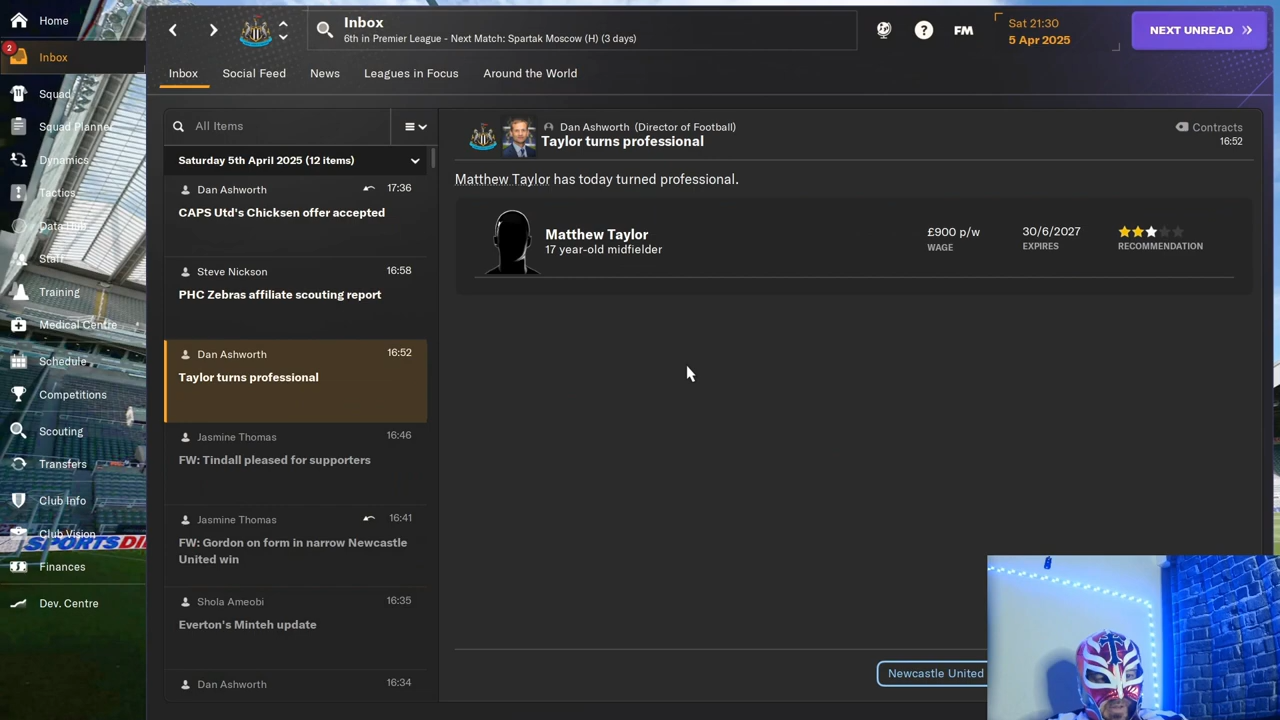 Home
2
Inbox
Squad
Squad Planner
Dynamics
Tactics
Data Hub
Staff
Training
Medical Centre
Schedule
Competitions
Scouting
Transfers
Club Info
Club Vision
SPORTS DI
Finances
Dev. Centre
Inbox
6th in Premier League - Next Match: Spartak Moscow (H) (3 days)
?
FM
Sat 21:30
5 Apr 2025
NEXT UNREAD
Inbox
Social Feed
News
Leagues in Focus
Around the World
All Items
Saturday 5th April 2025 (12 items)
Dan Ashworth
17:36
CAPS Utd's Chicksen offer accepted
Steve Nickson
16:58
PHC Zebras affiliate scouting report
Dan Ashworth
16:52
Taylor turns professional
Jasmine Thomas
16:46
FW: Tindall pleased for supporters
Jasmine Thomas
16:41
FW: Gordon on form in narrow Newcastle
United win
Shola Ameobi
16:35
Everton's Minteh update
Dan Ashworth
16:34
Dan Ashworth (Director of Football)
Taylor turns professional
Contracts
16:52
Matthew Taylor has today turned professional.
Matthew Taylor
17 year-old midfielder
£900 p/w
WAGE
30/6/2027
EXPIRES
RECOMMENDATION
Newcastle United